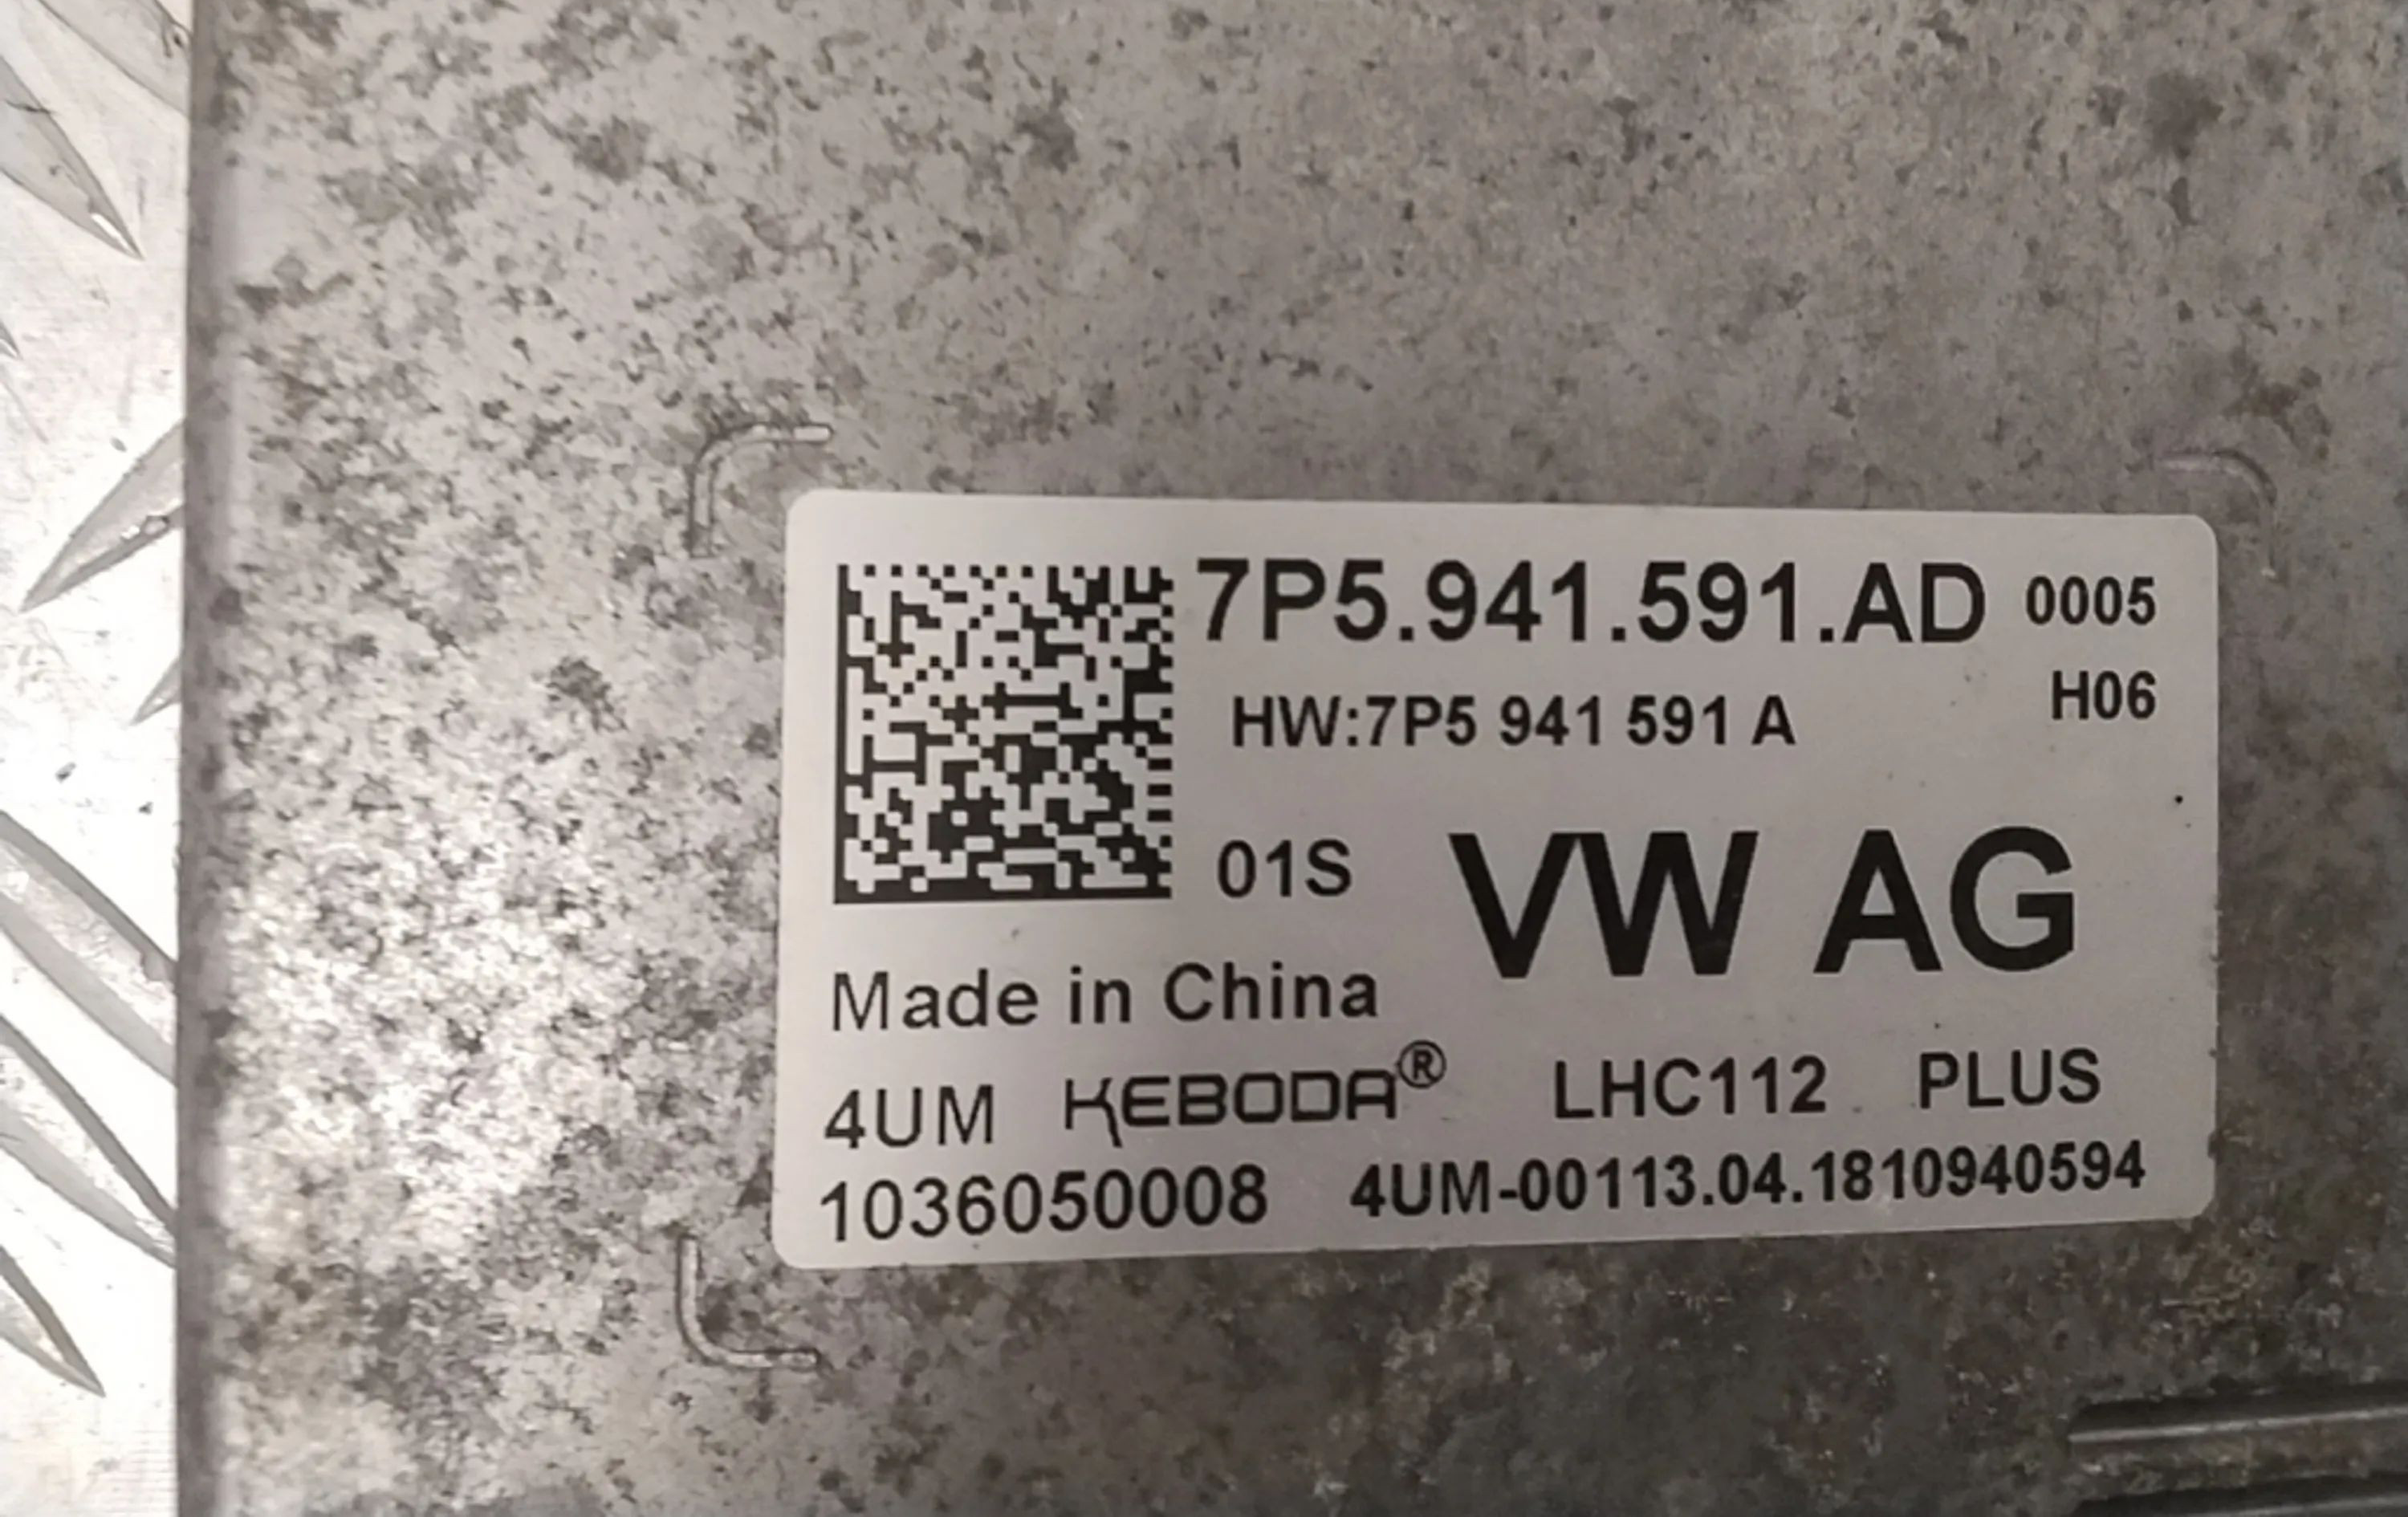 7P5.941.591.AD 0005
HW:7P5 941 591 A H06
01S VW AG
Made in China
4UM KEBODA® LHC112 PLUS
1036050008 4UM-00113.04.1810940594